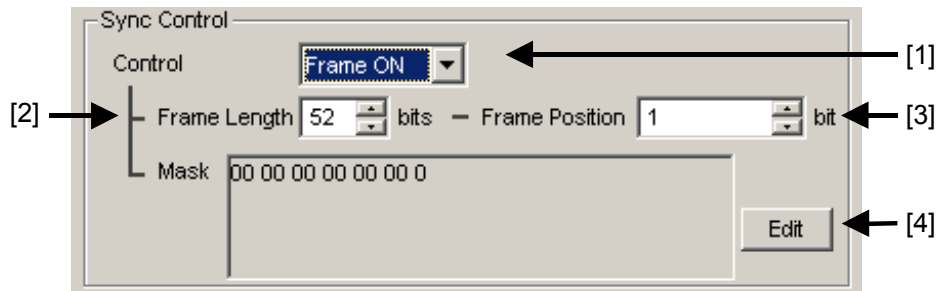 Sync Control
Control Frame ON [1]
[2] Frame Length 52 bits – Frame Position 1 bit [3]
Mask 00 00 00 00 00 00 0
Edit [4]